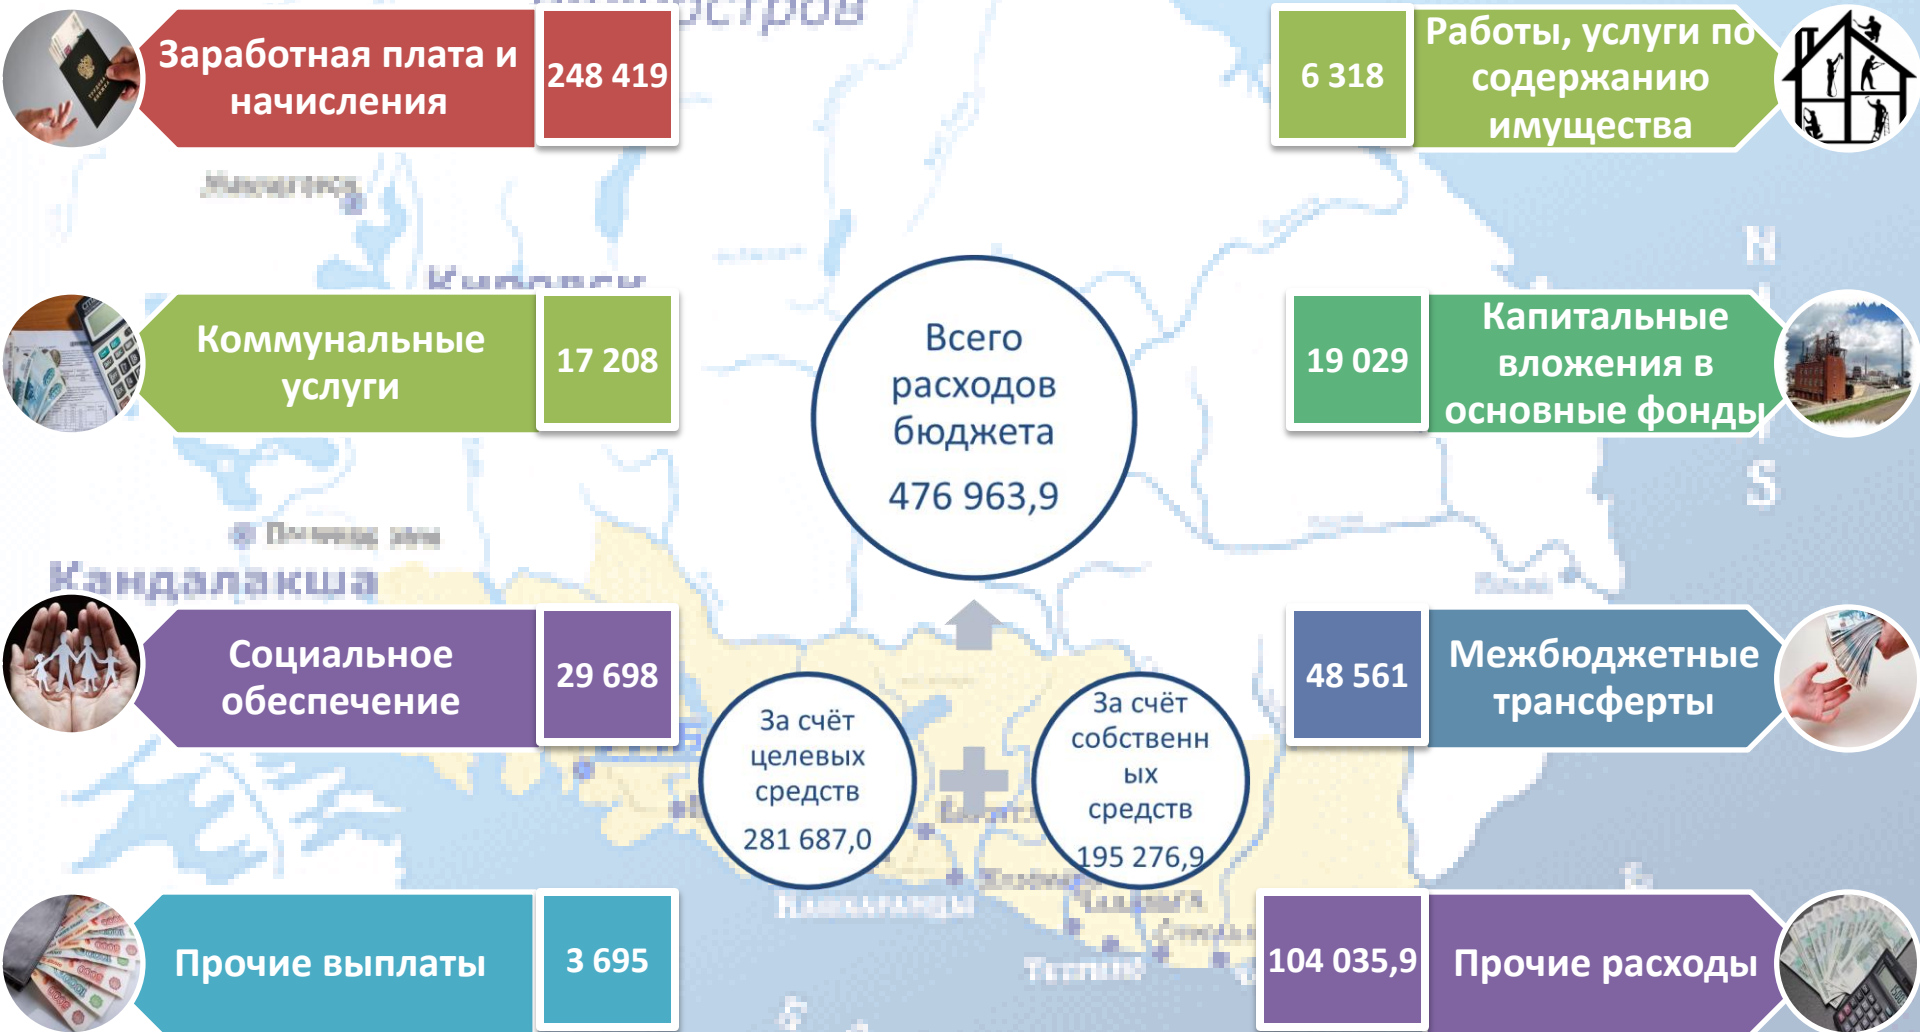 Заработная плата и
начисления
248 419
Коммунальные
услуги
17 208
Социальное
обеспечение
29 698
Прочие выплаты
3 695
Всего
расходов
бюджета
476 963,9
За счёт
целевых
средств
281 687,0
За счёт
собственн
ых
средств
195 276,9
6 318
Работы, услуги по
содержанию
имущества
19 029
Капитальные
вложения в
основные фонды
48 561
Межбюджетные
трансферты
104 035,9
Прочие расходы
Кировск
Кандалакша
N
S